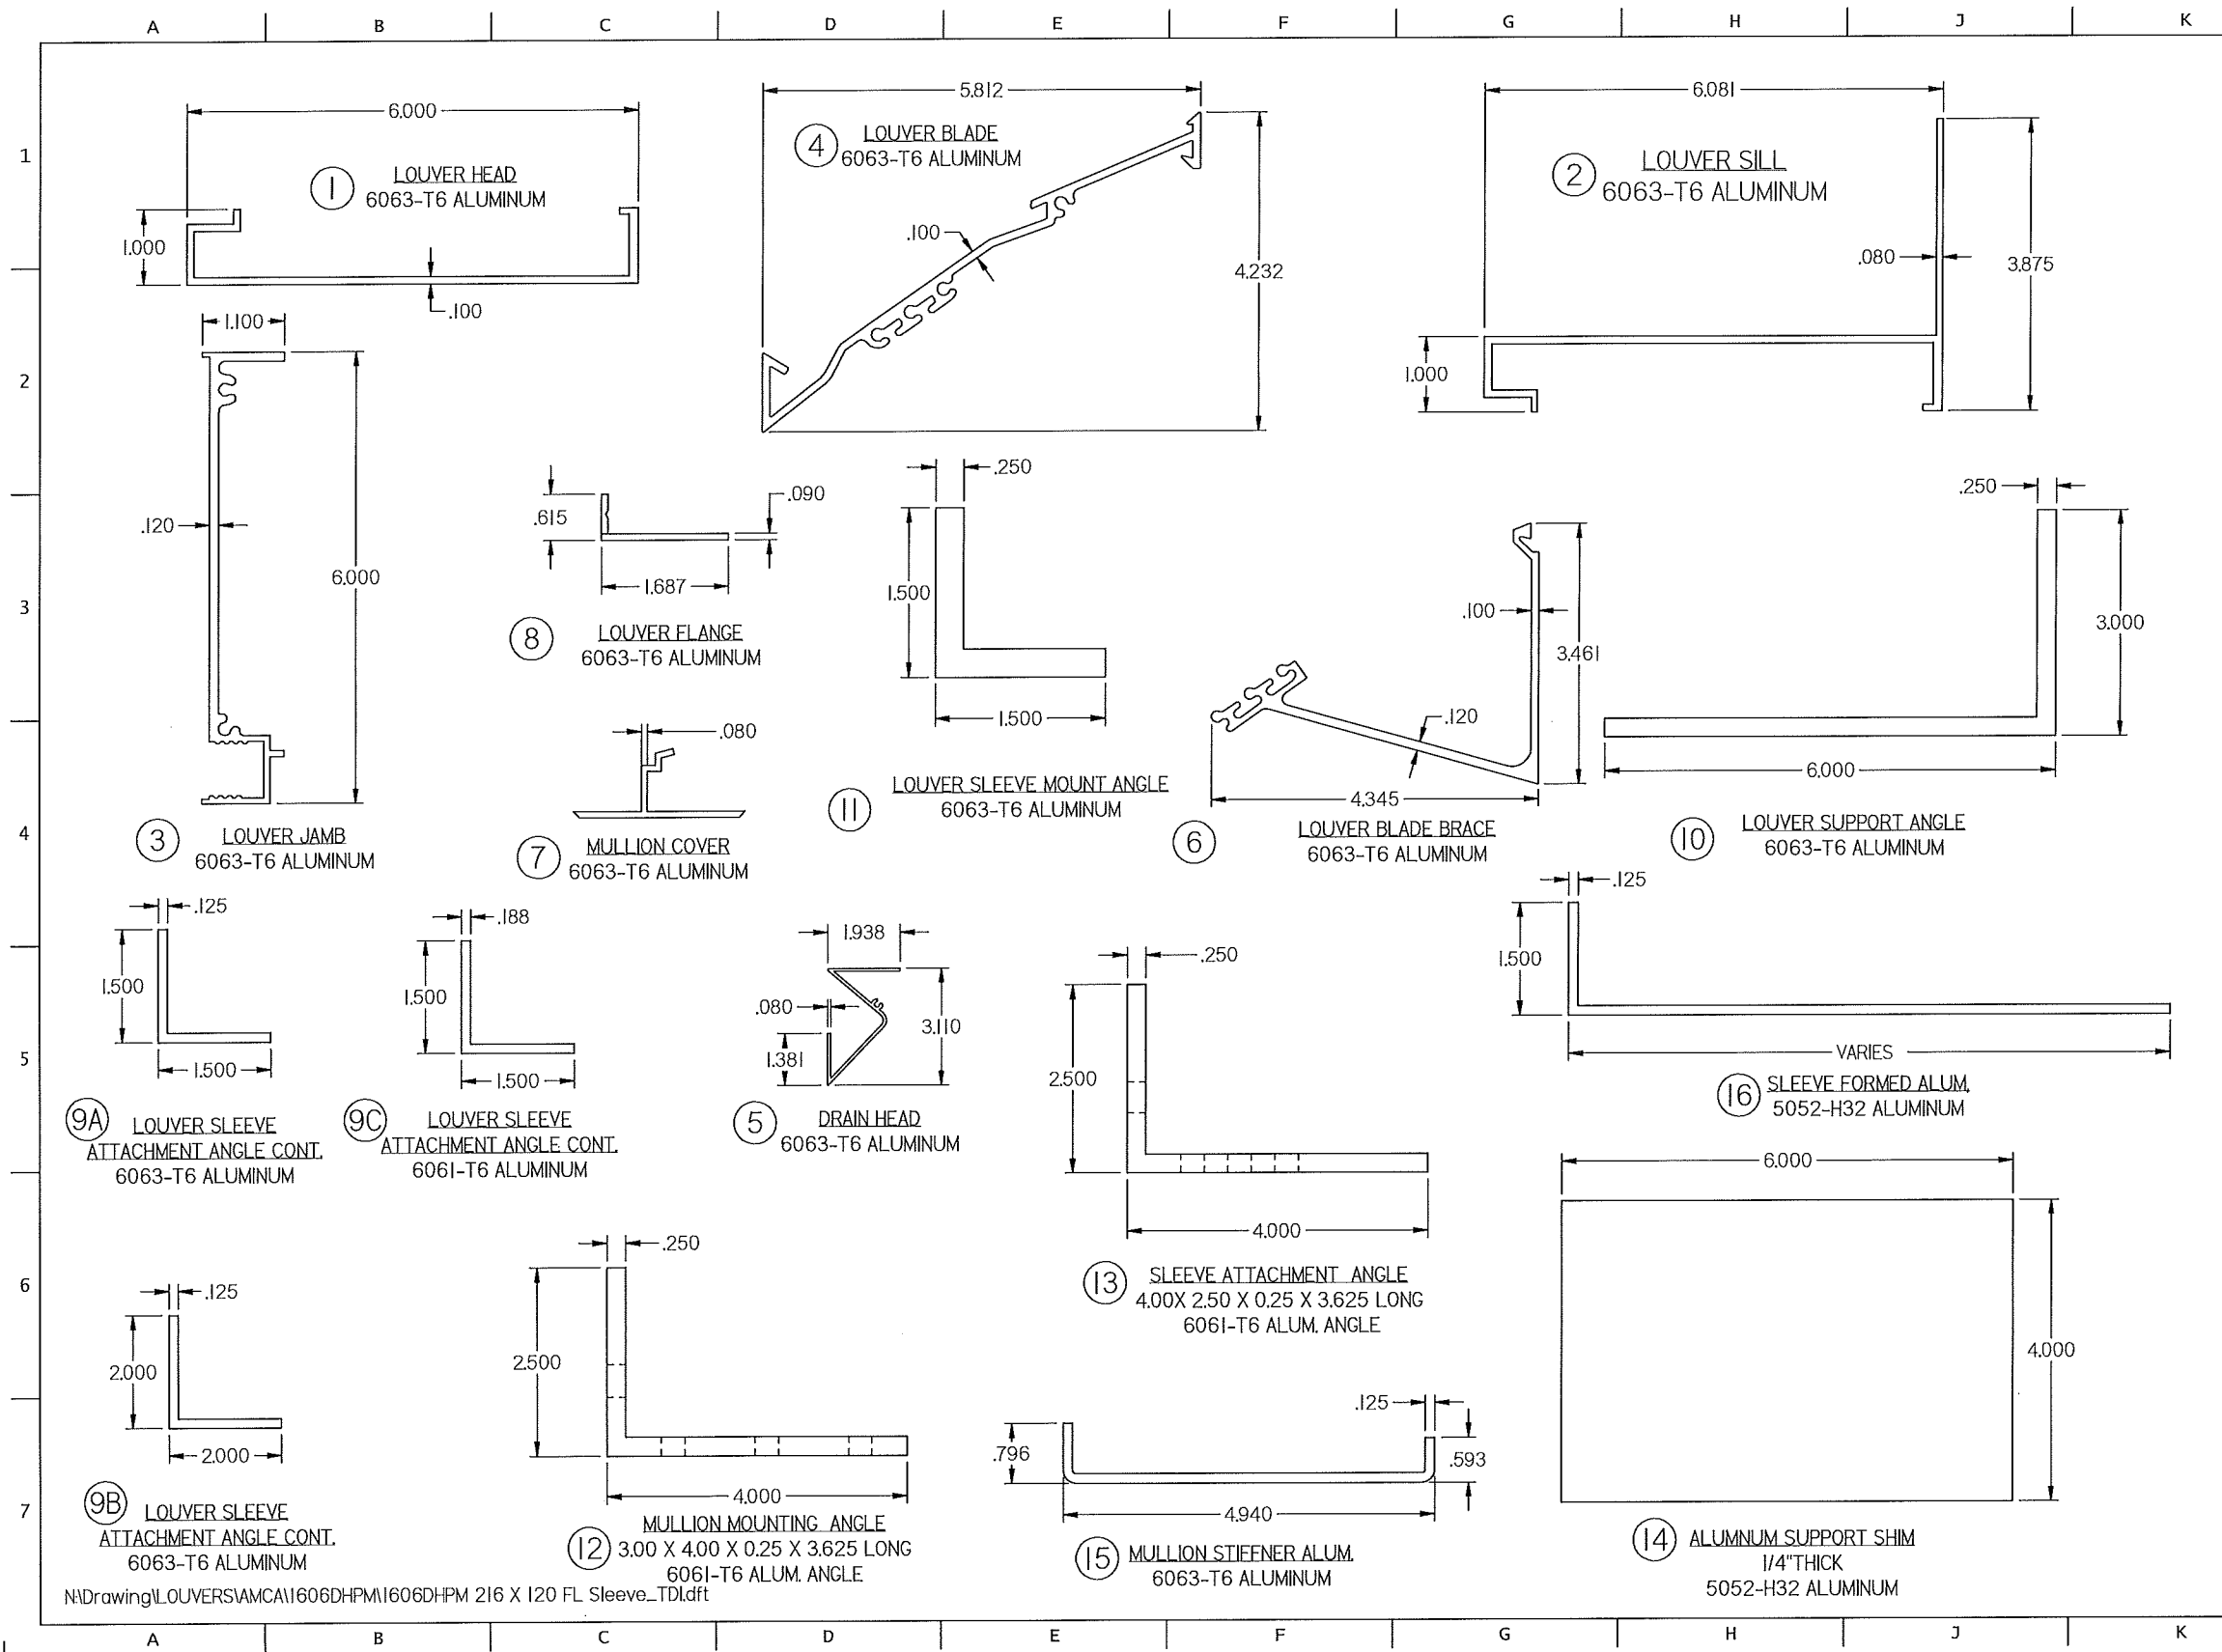 A B C D E F G H J K
1
2
3
4
5
6
7
6.000
1 LOUVER HEAD
6063-T6 ALUMINUM
1.000
.100
5.812
4 LOUVER BLADE
6063-T6 ALUMINUM
.100
4.232
6.081
2 LOUVER SILL
6063-T6 ALUMINUM
.080
3.875
1.000
1.100
.120
6.000
3 LOUVER JAMB
6063-T6 ALUMINUM
.615
.090
1.687
8 LOUVER FLANGE
6063-T6 ALUMINUM
.080
7 MULLION COVER
6063-T6 ALUMINUM
.250
1.500
1.500
11 LOUVER SLEEVE MOUNT ANGLE
6063-T6 ALUMINUM
.100
3.461
.120
4.345
6 LOUVER BLADE BRACE
6063-T6 ALUMINUM
.250
3.000
6.000
10 LOUVER SUPPORT ANGLE
6063-T6 ALUMINUM
.125
1.500
1.500
9A LOUVER SLEEVE
ATTACHMENT ANGLE CONT.
6063-T6 ALUMINUM
.188
1.500
1.500
9C LOUVER SLEEVE
ATTACHMENT ANGLE CONT.
6061-T6 ALUMINUM
1.938
.080
3.110
1.381
5 DRAIN HEAD
6063-T6 ALUMINUM
.250
2.500
4.000
13 SLEEVE ATTACHMENT ANGLE
4.00X 2.50 X 0.25 X 3.625 LONG
6061-T6 ALUM. ANGLE
.125
1.500
VARIES
16 SLEEVE FORMED ALUM.
5052-H32 ALUMINUM
.125
2.000
2.000
9B LOUVER SLEEVE
ATTACHMENT ANGLE CONT.
6063-T6 ALUMINUM
.250
2.500
4.000
12 MULLION MOUNTING ANGLE
3.00 X 4.00 X 0.25 X 3.625 LONG
6061-T6 ALUM. ANGLE
.125
.796
.593
4.940
15 MULLION STIFFNER ALUM.
6063-T6 ALUMINUM
6.000
4.000
14 ALUMNUM SUPPORT SHIM
1/4"THICK
5052-H32 ALUMINUM
N:\Drawing\LOUVERS\AMCA\1606DHPM\1606DHPM 216 X 120 FL Sleeve_TDI.dft
A B C D E F G H J K